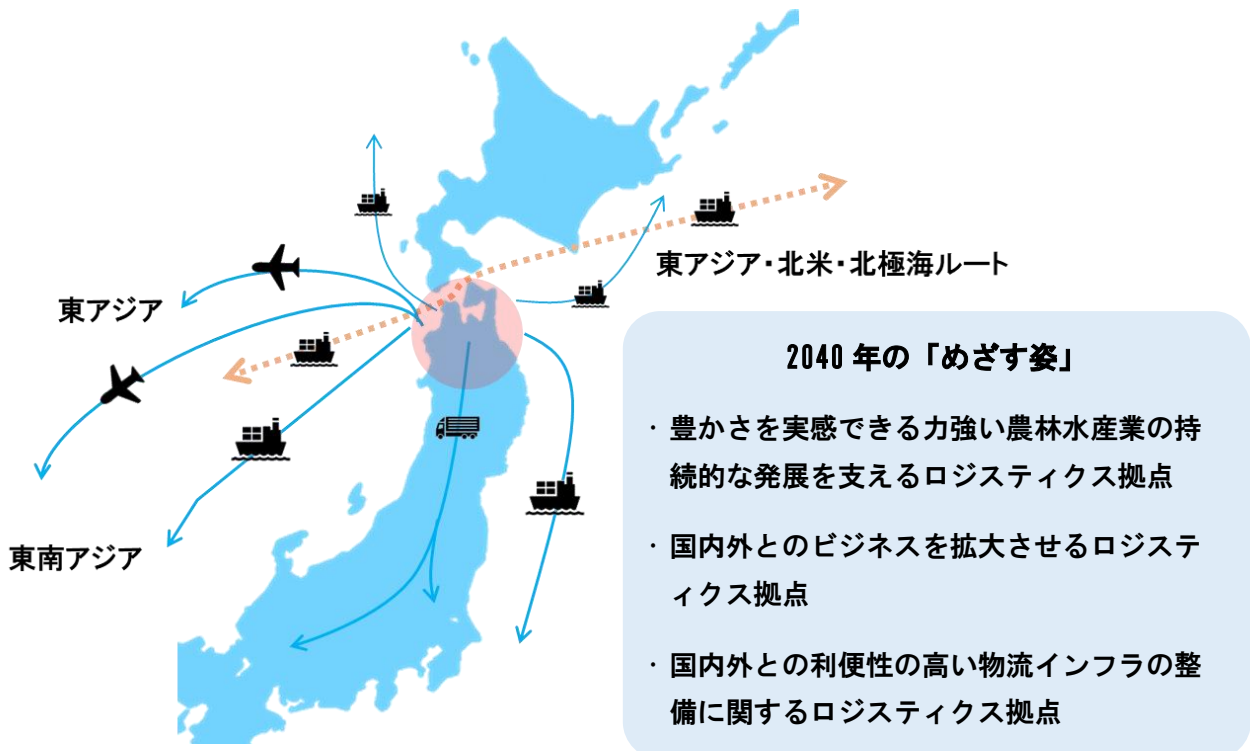 東アジア・北米・北極海ルート
東アジア
東南アジア
2040 年の「めざす姿」
・豊かさを実感できる力強い農林水産業の持
続的な発展を支えるロジスティクス拠点
・国内外とのビジネスを拡大させるロジステ
ィクス拠点
・国内外との利便性の高い物流インフラの整
備に関するロジスティクス拠点